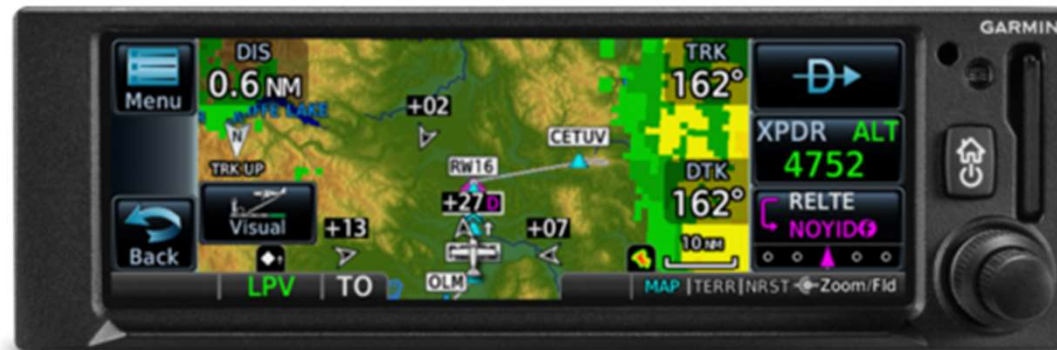 GARMIN
Menu
DIS
0.6 NM
N
TRK UP
Visual
Back
+02
CETUV
RW16
+27 D
+13
+07
OLM
TRK
162°
DTK
162°
10 NM
XPDR ALT
4752
RELTE
NOYID
LPV
TO
MAP | TERR | NRST Zoom/Fld